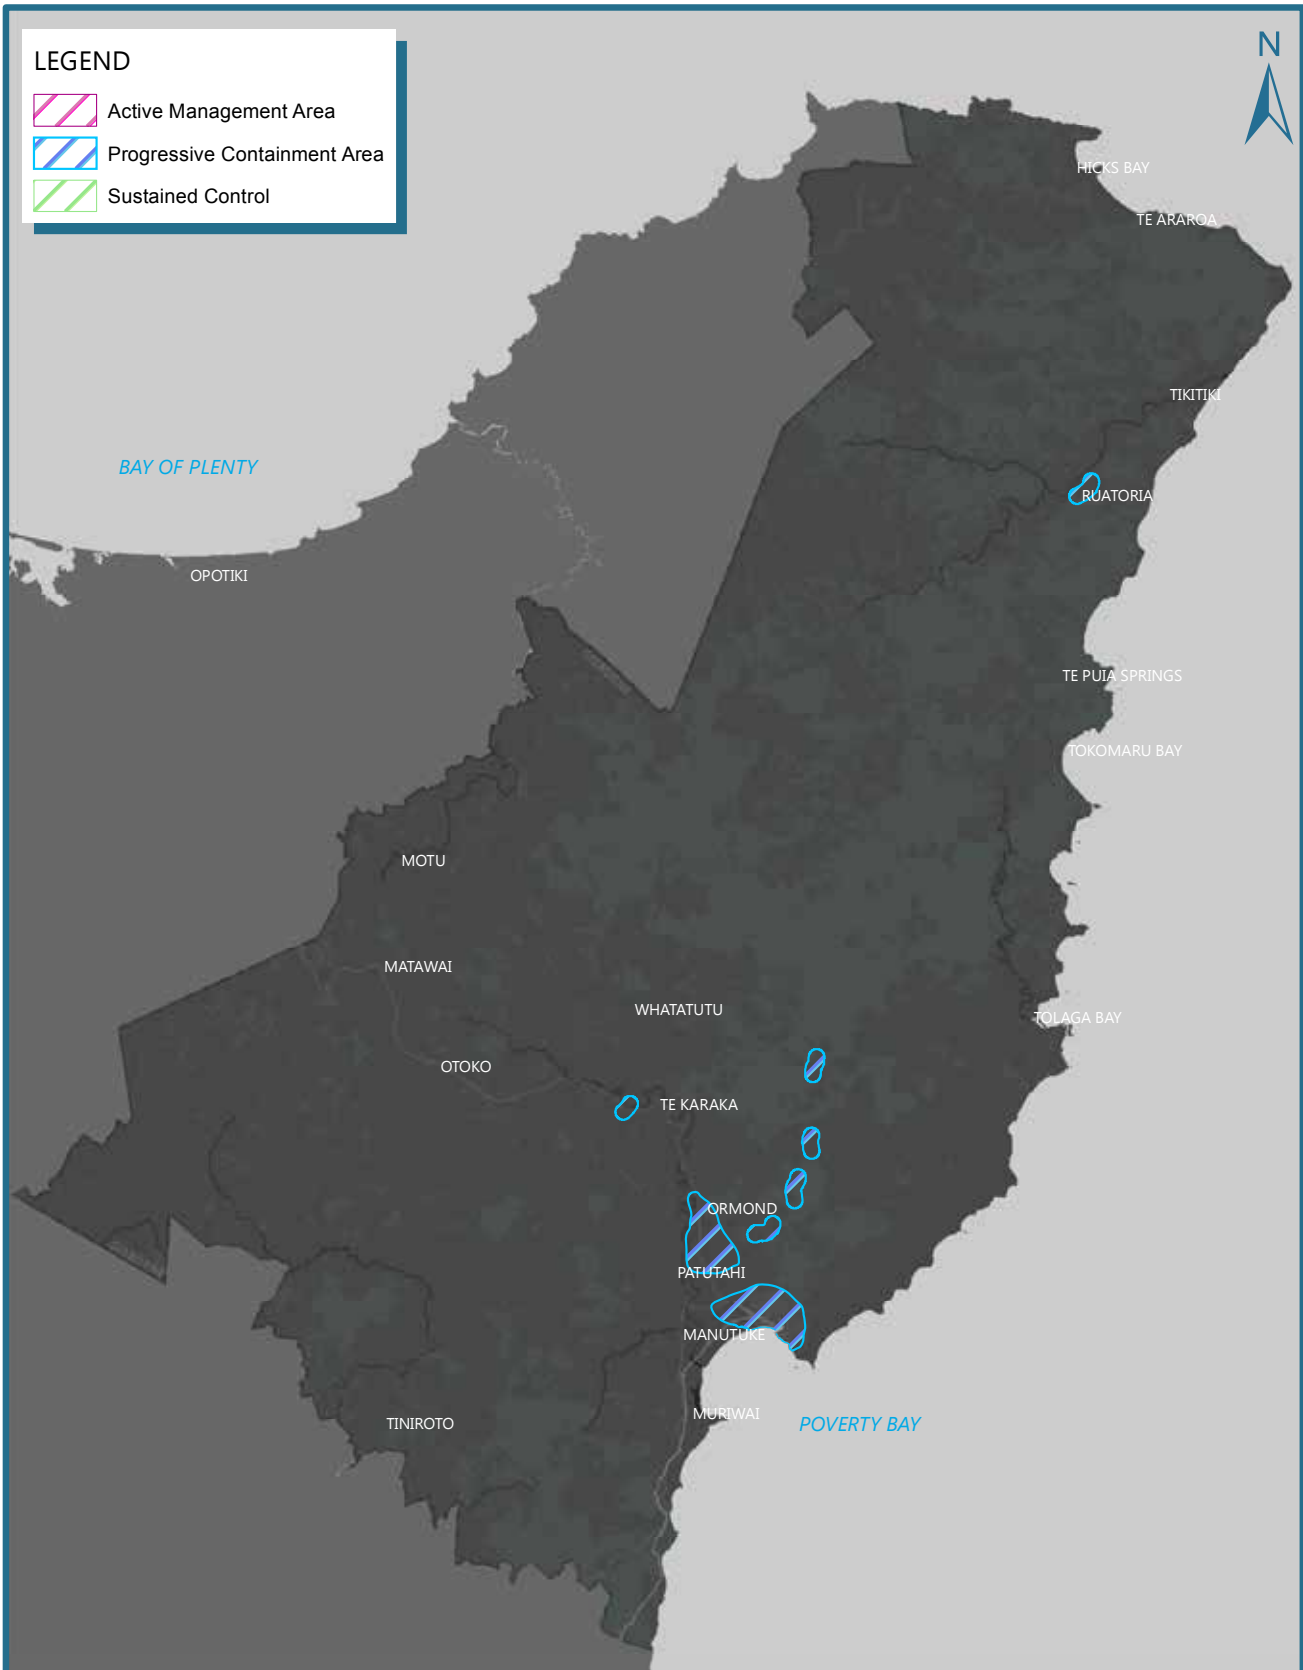 LEGEND
Active Management Area
Progressive Containment Area
Sustained Control
N
HICKS BAY
TE ARAROA
TIKITIKI
BAY OF PLENTY
RUATORIA
OPOTIKI
TE PUIA SPRINGS
TOKOMARU BAY
MOTU
MATAWAI
WHATATUTU
TOLAGA BAY
OTOKO
TE KARAKA
ORMOND
PATUTAHI
MANUTUKE
MURIWAI
TINIROTO
POVERTY BAY